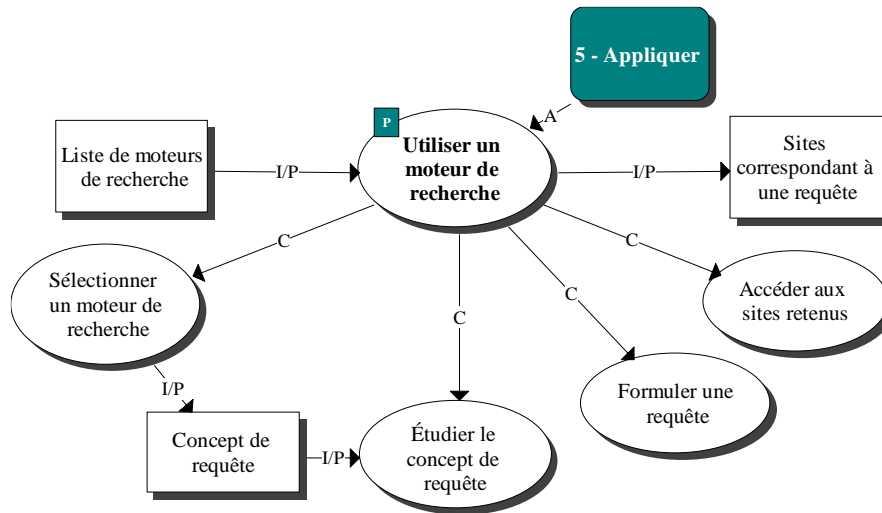 5 - Appliquer
A
P
Utiliser un
moteur de
recherche
Liste de moteurs
de recherche
I/P
I/P
Sites
correspondant à
une requête
C
C
C
C
Sélectionner
un moteur de
recherche
Accéder aux
sites retenus
I/P
Formuler une
requête
Concept de
requête
I/P
Étudier le
concept de
requête